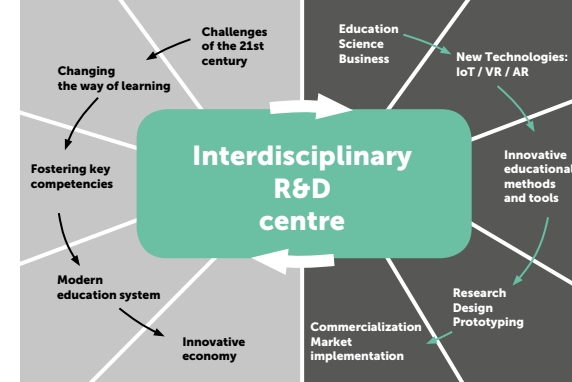 Challenges
of the 21st
century
Changing
the way of learning
Fostering key
competencies
Modern
education system
Innovative
economy
Interdisciplinary
R&D
centre
Education
Science
Business
New Technologies:
IoT / VR / AR
Innovative
educational
methods
and tools
Research
Design
Prototyping
Commercialization
Market
implementation